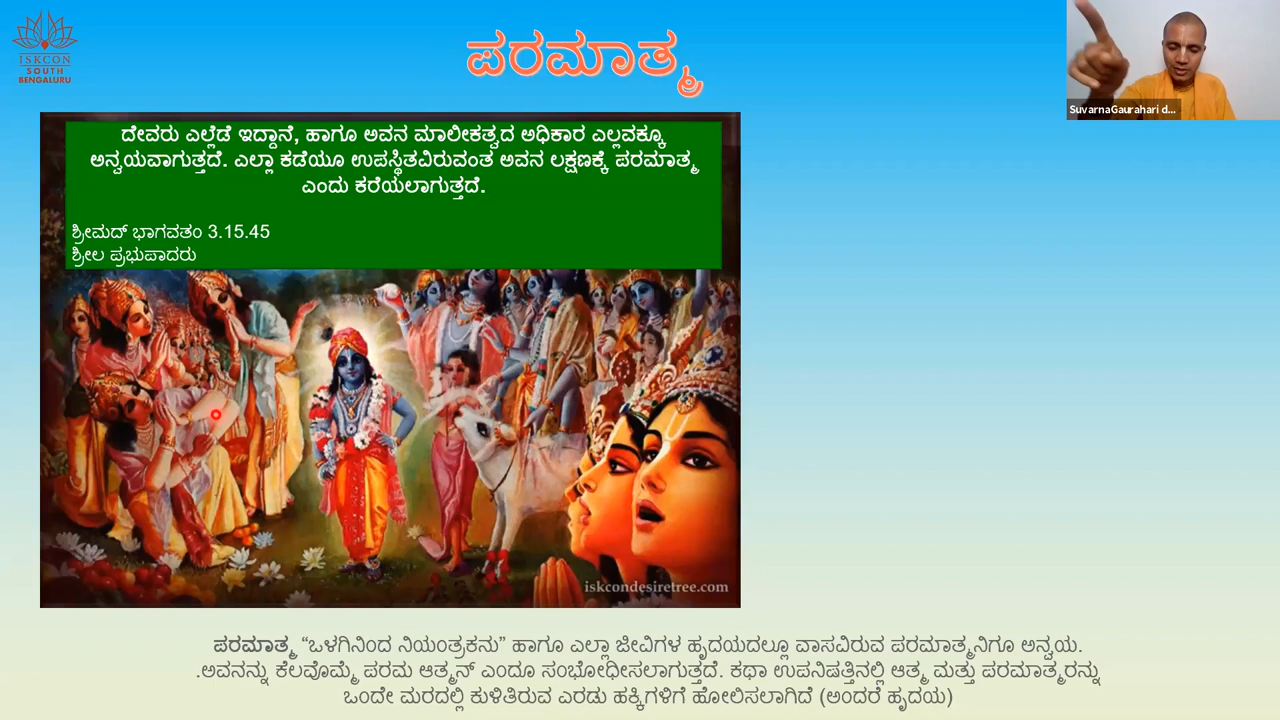 ISKCON
SOUTH
BENGALURU
ಪರಮಾತ್ಮ
SuvarnaGaurahari d...
ದೇವರು ಎಲ್ಲೆಡೆ ಇದ್ದಾನೆ, ಹಾಗೂ ಅವನ ಮಾಲೀಕತ್ವದ ಅಧಿಕಾರ ಎಲ್ಲವಕ್ಕೂ
ಅನ್ವಯವಾಗುತ್ತದೆ. ಎಲ್ಲಾ ಕಡೆಯೂ ಉಪಸ್ಥಿತವಿರುವಂತ ಅವನ ಲಕ್ಷಣಕ್ಕೆ ಪರಮಾತ್ಮ
ಎಂದು ಕರೆಯಲಾಗುತ್ತದೆ.
ಶ್ರೀಮದ್ ಭಾಗವತಂ 3.15.45
ಶ್ರೀಲ ಪ್ರಭುಪಾದರು
iskcondesiretree.com
ಪರಮಾತ್ಮ "ಒಳಗಿನಿಂದ ನಿಯಂತ್ರಕನು" ಹಾಗೂ ಎಲ್ಲಾ ಜೀವಿಗಳ ಹೃದಯದಲ್ಲೂ ವಾಸವಿರುವ ಪರಮಾತ್ಮನಿಗೂ ಅನ್ವಯ.
.ಅವನನ್ನು ಕೆಲವೊಮ್ಮೆ ಪರಮ ಆತ್ಮನ್ ಎಂದೂ ಸಂಭೋಧೀಸಲಾಗುತ್ತದೆ. ಕಥಾ ಉಪನಿಷತ್ತಿನಲ್ಲಿ ಆತ್ಮ ಮತ್ತು ಪರಮಾತ್ಮರನ್ನು
ಒಂದೇ ಮರದಲ್ಲಿ ಕುಳಿತಿರುವ ಎರಡು ಹಕ್ಕಿಗಳಿಗೆ ಹೋಲಿಸಲಾಗಿದೆ (ಅಂದರೆ ಹೃದಯ)